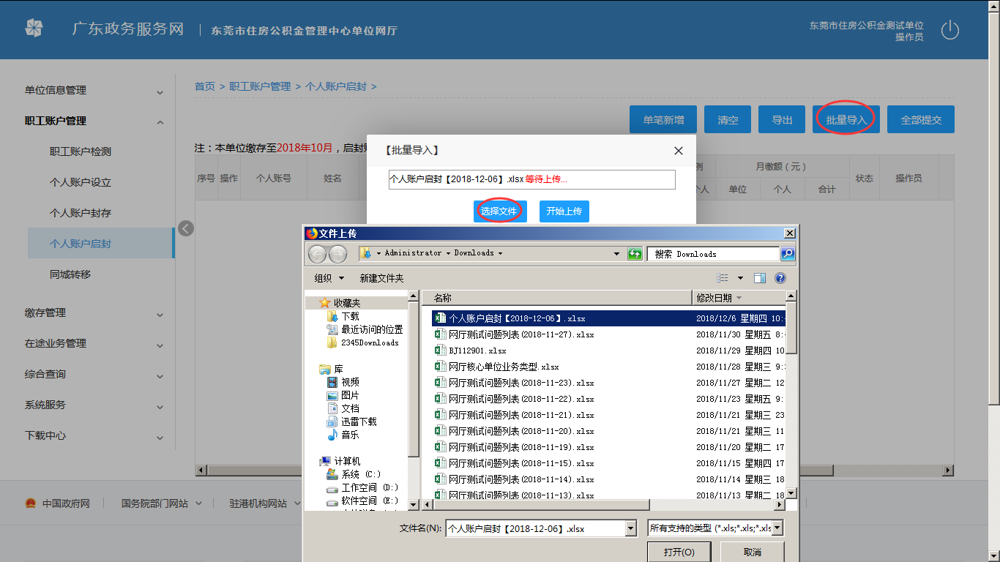 广东政务服务网
东莞市住房公积金管理中心单位网厅
东莞市住房公积金测试单位
操作员
单位信息管理
职工账户管理
职工账户检测
个人账户设立
个人账户封存
个人账户启封
同城转移
缴存管理
在途业务管理
综合查询
系统服务
下载中心
首页 > 职工账户管理 > 个人账户启封 >
单笔新增
清空
导出
批量导入
全部提交
注：本单位缴存至2018年10月，启封
序号 操作 个人账号 姓名
例
个人
月缴额（元）
单位 个人 合计
状态
操作员
【批量导入】
个人账户启封【2018-12-06】.xlsx 等待上传...
选择文件
开始上传
文件上传
Administrator Downloads
搜索 Downloads
组织
新建文件夹
收藏夹
下载
最近访问的位置
2345Downloads
库
视频
图片
文档
迅雷下载
音乐
计算机
系统 (C:)
工作空间 (D:)
软件空间 (E:)
名称 修改日期
个人账户启封【2018-12-06】.xlsx 2018/12/6 星期四 10:
网厅测试问题列表(2018-11-27).xlsx 2018/11/30 星期五 8:
BJ112901.xlsx 2018/11/29 星期四 10
网厅核心单位业务类型.xlsx 2018/11/28 星期三 9:
网厅测试问题列表(2018-11-23).xlsx 2018/11/27 星期二 12
网厅测试问题列表(2018-11-22).xlsx 2018/11/23 星期五 9:
网厅测试问题列表(2018-11-21).xlsx 2018/11/21 星期三 23
网厅测试问题列表(2018-11-20).xlsx 2018/11/21 星期三 11
网厅测试问题列表(2018-11-19).xlsx 2018/11/20 星期二 17
网厅测试问题列表(2018-11-15).xlsx 2018/11/15 星期四 17
网厅测试问题列表(2018-11-14).xlsx 2018/11/14 星期三 18
网厅测试问题列表(2018-11-13).xlsx 2018/11/13 星期二 18
文件名(N):
个人账户启封【2018-12-06】.xlsx
所有支持的类型 (*.xls;*.xls;*.xls
打开(O)
取消
中国政府网
国务院部门网站
驻港机构网站